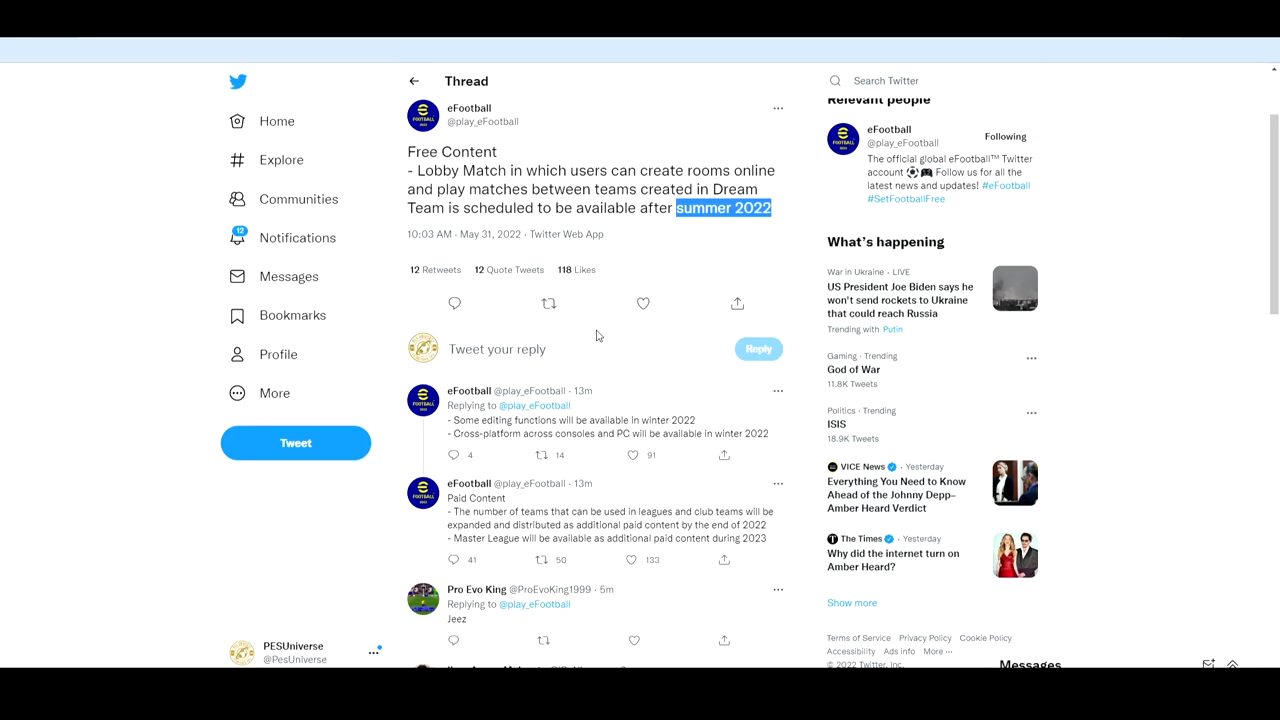 Home
Explore
Communities
12
Notifications
Messages
Bookmarks
Profile
More
Tweet
PESUniverse
@PesUniverse
Thread
eFootball
@play_eFootball
Free Content
- Lobby Match in which users can create rooms online
and play matches between teams created in Dream
Team is scheduled to be available after summer 2022
10:03 AM · May 31, 2022 · Twitter Web App
12 Retweets 12 Quote Tweets 118 Likes
Tweet your reply
Reply
eFootball @play_eFootball · 13m
Replying to @play_eFootball
- Some editing functions will be available in winter 2022
- Cross-platform across consoles and PC will be available in winter 2022
4 14 91
eFootball @play_eFootball · 13m
Paid Content
- The number of teams that can be used in leagues and club teams will be
expanded and distributed as additional paid content by the end of 2022
- Master League will be available as additional paid content during 2023
41 50 133
Pro Evo King @ProEvoKing1999 · 5m
Replying to @play_eFootball
Jeez
Search Twitter
Relevant people
eFootball
@play_eFootball
Following
The official global eFootball™ Twitter
account Follow us for all the
latest news and updates! #eFootball
#SetFootballFree
What's happening
War in Ukraine · LIVE
US President Joe Biden says he
won't send rockets to Ukraine
that could reach Russia
Trending with Putin
Gaming · Trending
God of War
11.8K Tweets
Politics · Trending
ISIS
18.9K Tweets
VICE News · Yesterday
Everything You Need to Know
Ahead of the Johnny Depp–
Amber Heard Verdict
The Times · Yesterday
Why did the internet turn on
Amber Heard?
Show more
Terms of Service Privacy Policy Cookie Policy
Accessibility Ads info More ···
© 2022 Twitter, Inc.
Messages